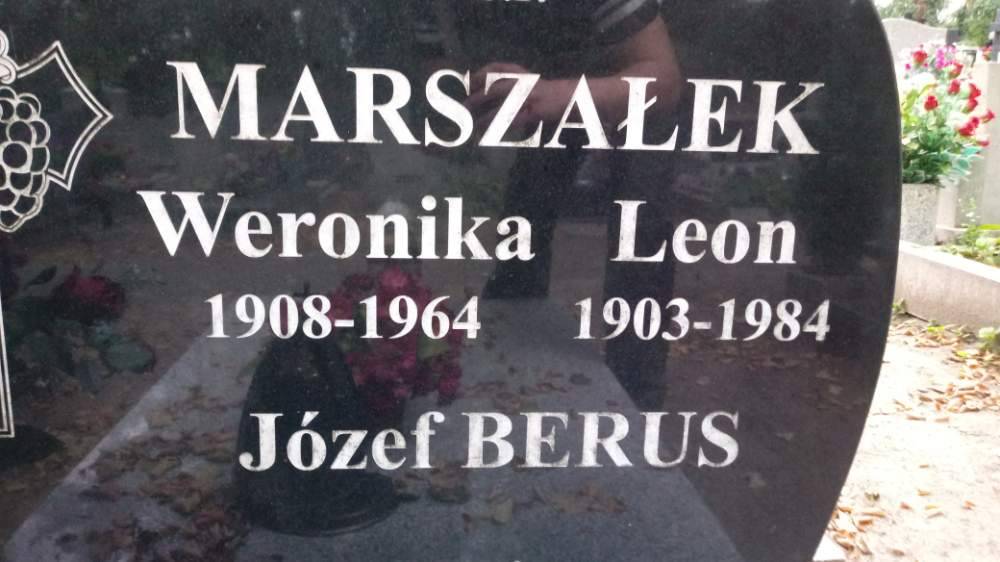 MARSZAŁEK
Weronika Leon
1908-1964 1903-1984
Józef BERUS